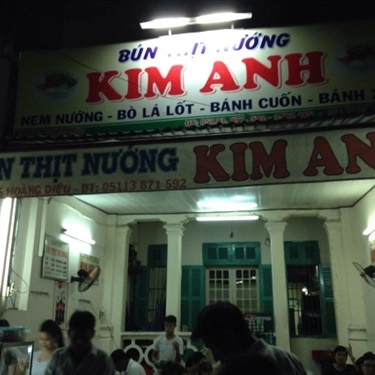 BÚN THỊT NƯỚNG
KIM ANH
NEM NƯỚNG - BÒ LÁ LỐT - BÁNH CUỐN - BÁNH
N THỊT NƯỚNG KIM AN
HOÀNG DIỆU - ĐT: 05113 871 592